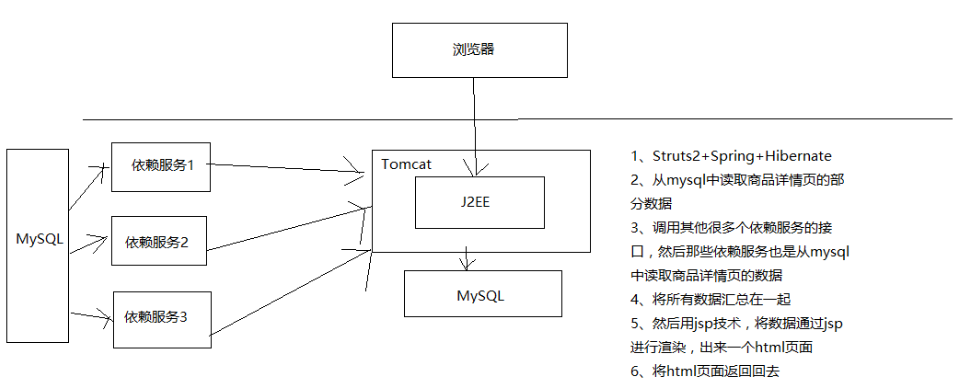 浏览器
Tomcat
J2EE
MySQL
依赖服务1
依赖服务2
依赖服务3
MySQL
1、Struts2+Spring+Hibernate
2、从mysql中读取商品详情页的部
分数据
3、调用其他很多个依赖服务的接
口，然后那些依赖服务也是从mysql
中读取商品详情页的数据
4、将所有数据汇总在一起
5、然后用jsp技术，将数据通过jsp
进行渲染，出来一个html页面
6、将html页面返回回去